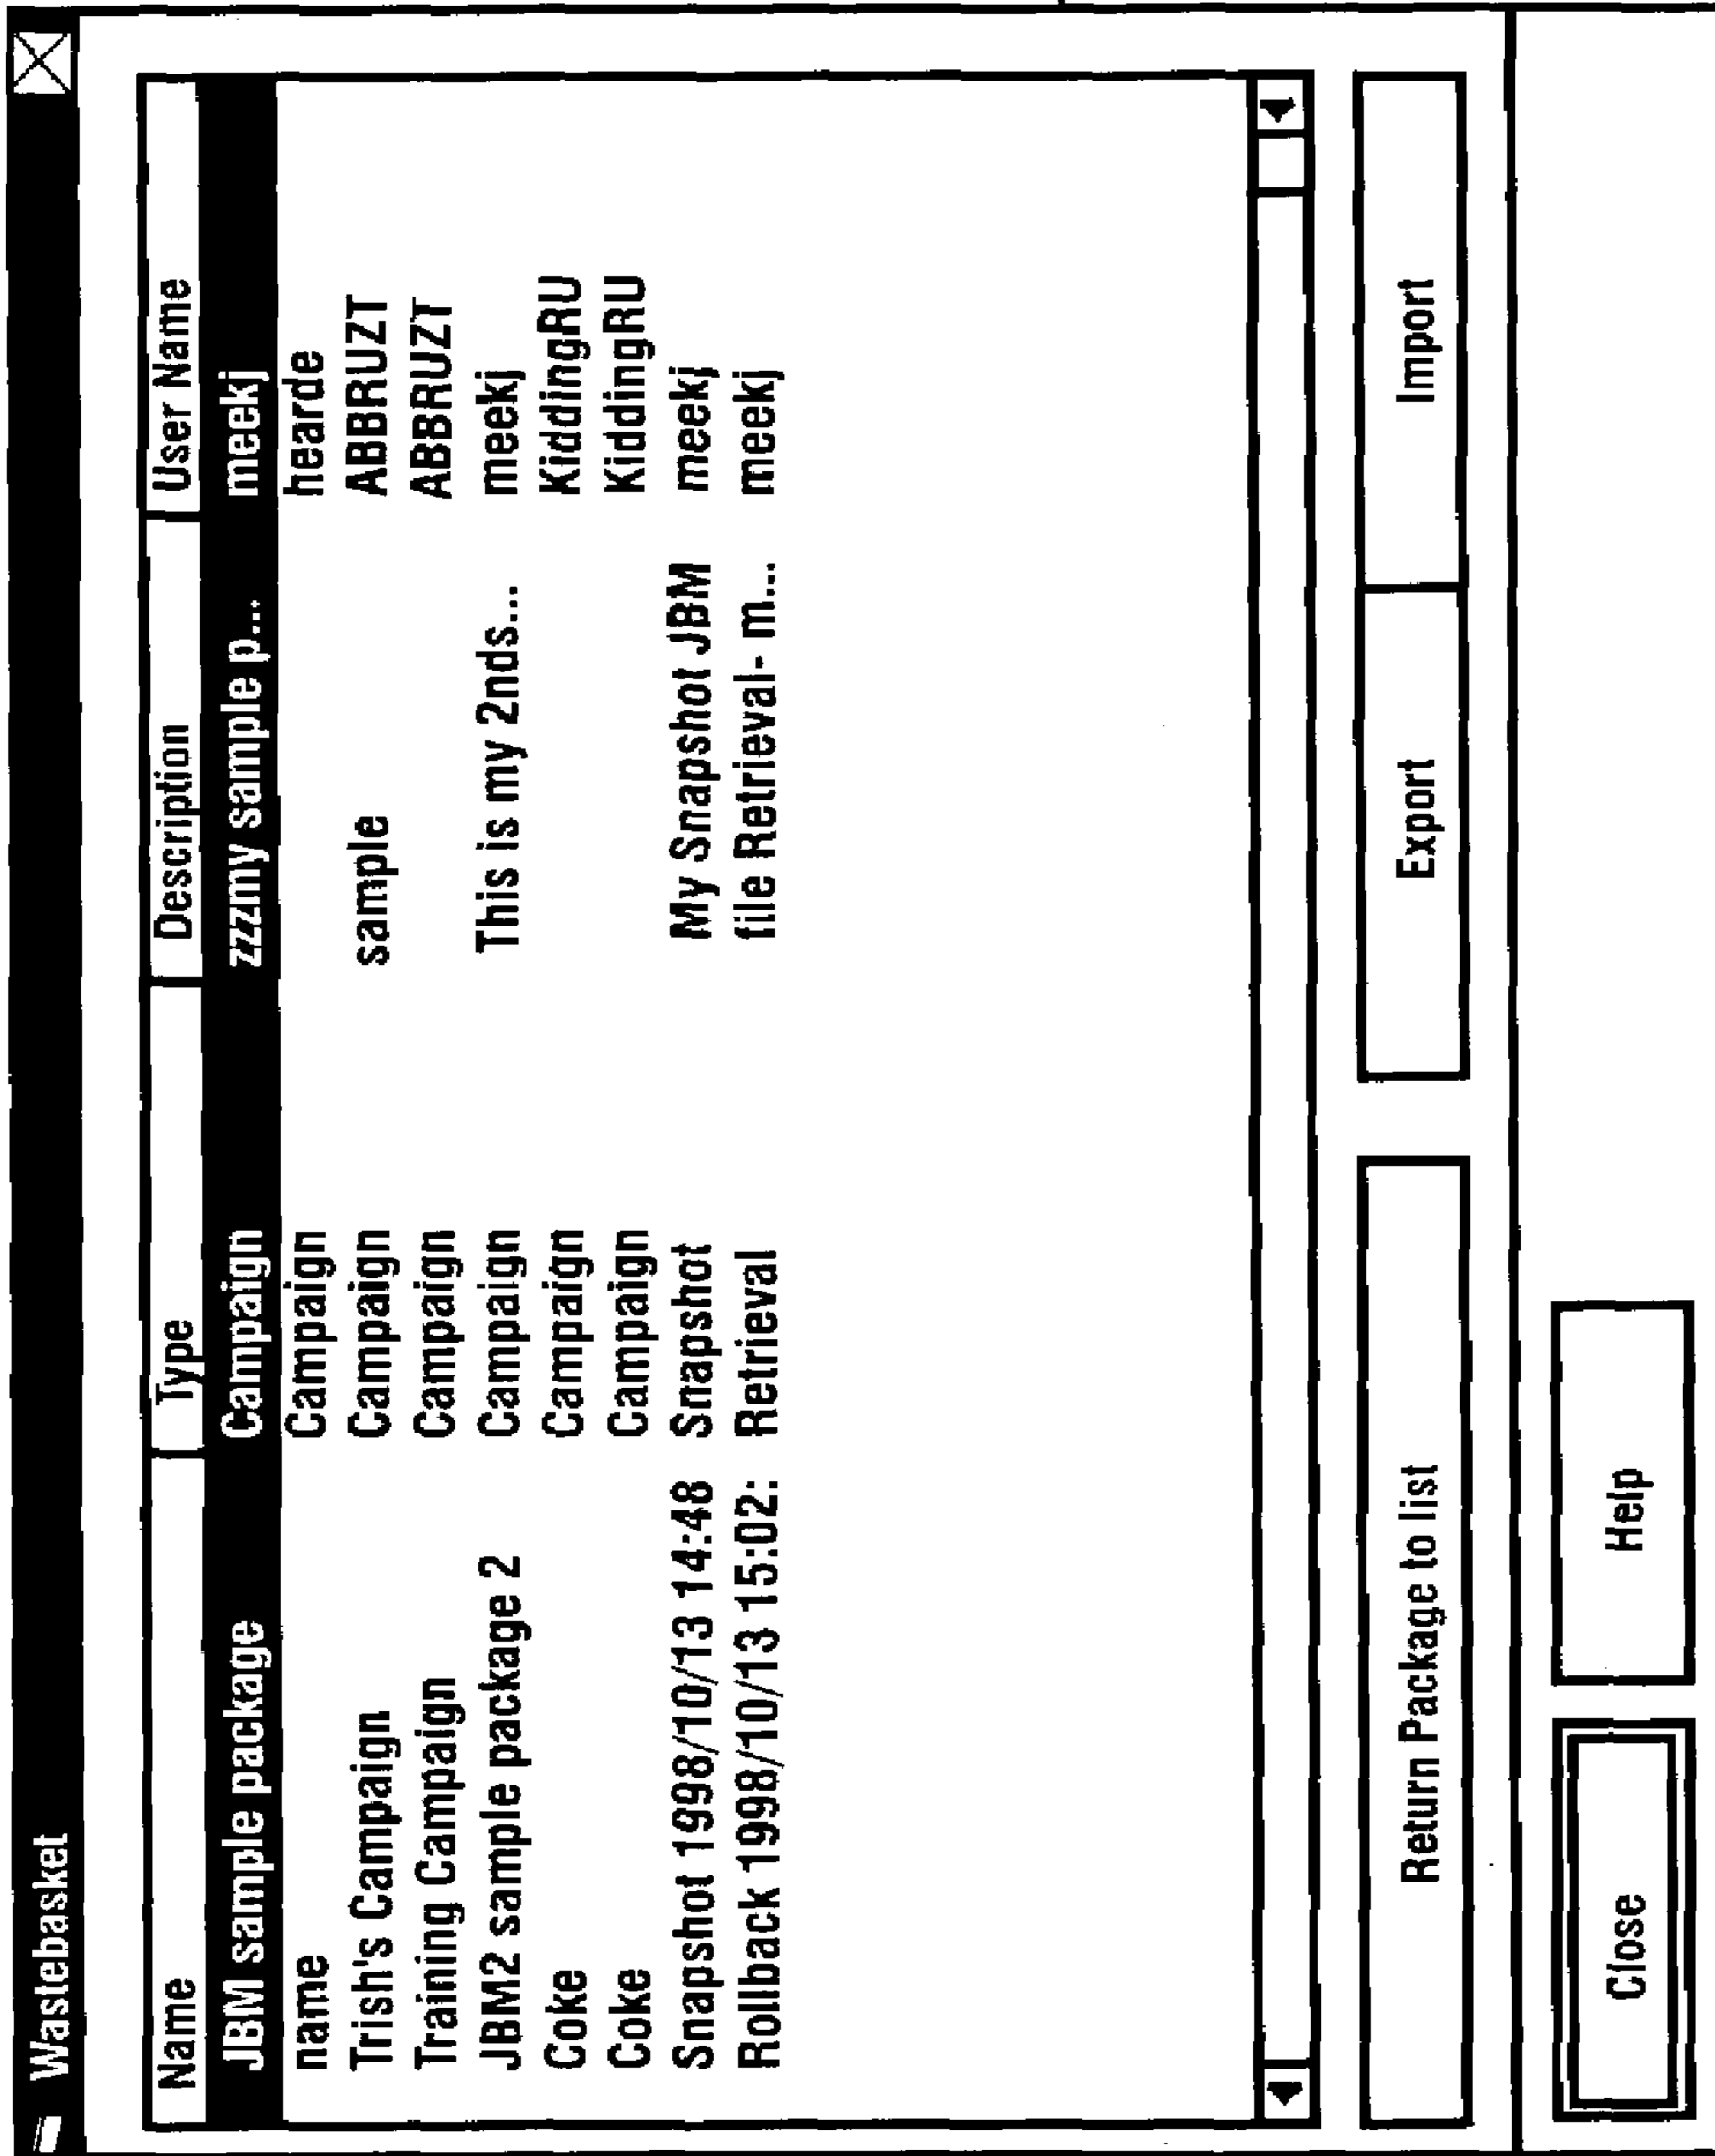 Wastebasket
Name Type Description User Name
JBM sample package Campaign zzzmy sample p... meekj
name Campaign hearde
Trish's Campaign Campaign sample ABBRUZT
Training Campaign Campaign ABBRUZT
JBM2 sample package 2 Campaign This is my 2nds... meekj
Coke Campaign KiddingRU
Coke Campaign KiddingRU
Snapshot 1998/10/13 14:48 Snapshot My Snapshot JBM meekj
Rollback 1998/10/13 15:02: Retrieval file Retrieval- m... meekj
Return Package to list Export Import
Close Help